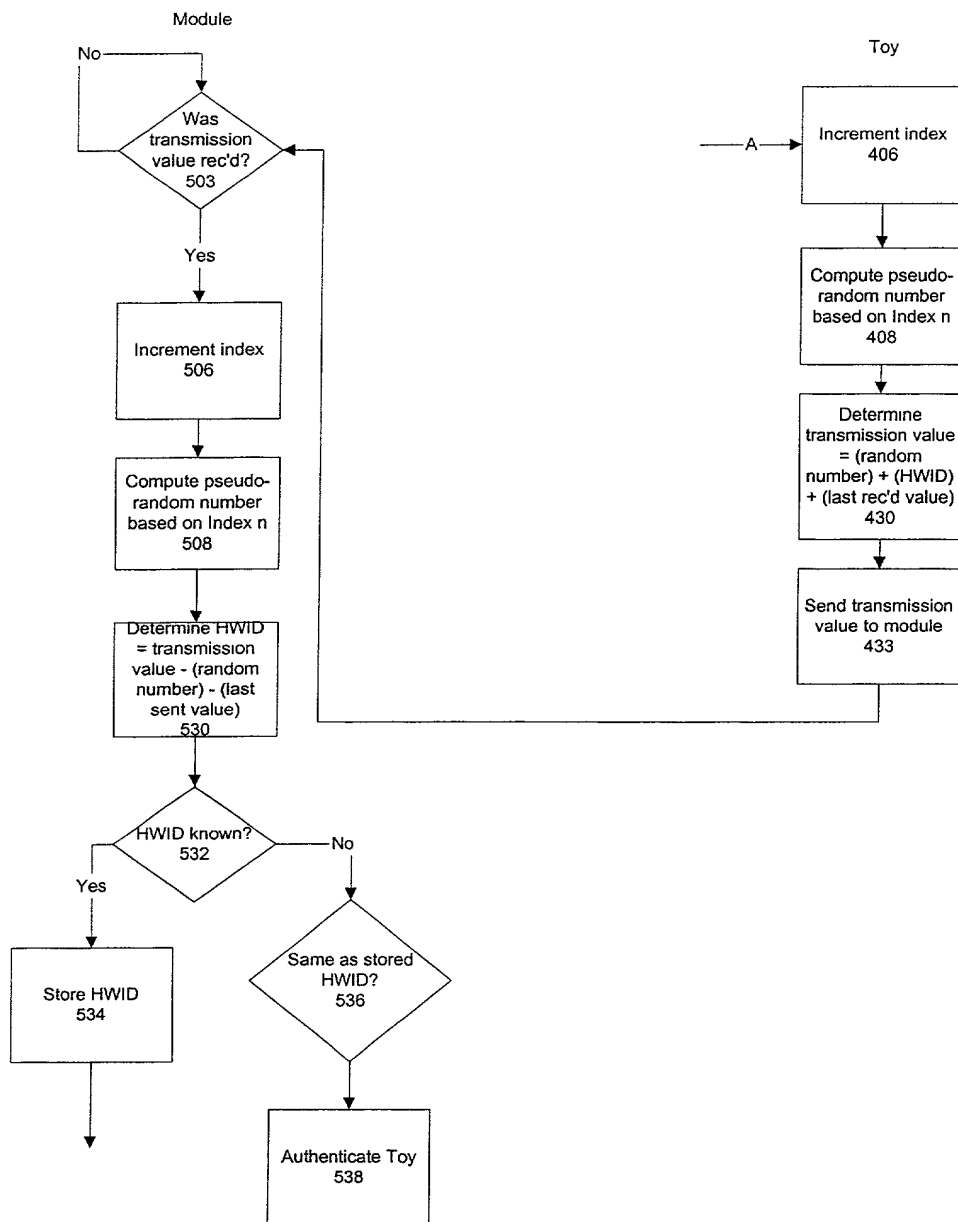 Module
No
Was
transmission
value rec'd?
503
Yes
Increment index
506
Compute pseudo-
random number
based on Index n
508
Determine HWID
= transmission
value - (random
number) - (last
sent value)
530
HWID known?
532
Yes
No
Store HWID
534
Same as stored
HWID?
536
Authenticate Toy
538
Toy
A
Increment index
406
Compute pseudo-
random number
based on Index n
408
Determine
transmission value
= (random
number) + (HWID)
+ (last rec'd value)
430
Send transmission
value to module
433